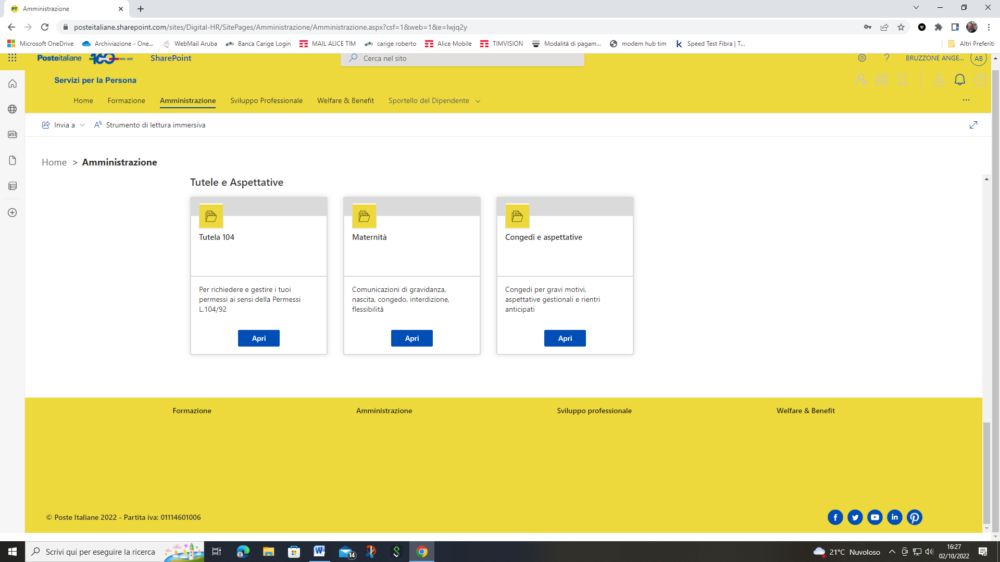 PT Amministrazione
posteitaliane.sharepoint.com/sites/Digital-HR/SitePages/Amministrazione/Amministrazione.aspx?csf=1&web=1&e=lwjq2y
Microsoft OneDrive Archiviazione - One... WebMail Aruba Banca Carige Login MAIL ALICE TIM carige roberto Alice Mobile TIMVISION Modalità di pagam... modem hub tim Speed Test Fibra | T... Altri Preferiti
Posteitaliane 160 1862-2022 SharePoint Cerca nel sito ? BRUZZONE ANGE... AB
Servizi per la Persona
Home Formazione Amministrazione Sviluppo Professionale Welfare & Benefit Sportello del Dipendente ...
Invia a Strumento di lettura immersiva
Home > Amministrazione
Tutele e Aspettative
Tutela 104 Maternità Congedi e aspettative
Per richiedere e gestire i tuoi
permessi ai sensi della Permessi
L.104/92
Comunicazioni di gravidanza,
nascita, congedo, interdizione,
flessibilità
Congedi per gravi motivi,
aspettative gestionali e rientri
anticipati
Apri Apri Apri
Formazione Amministrazione Sviluppo professionale Welfare & Benefit
© Poste Italiane 2022 - Partita iva: 01114601006
Scrivi qui per eseguire la ricerca 14 21°C Nuvoloso 16:27
02/10/2022